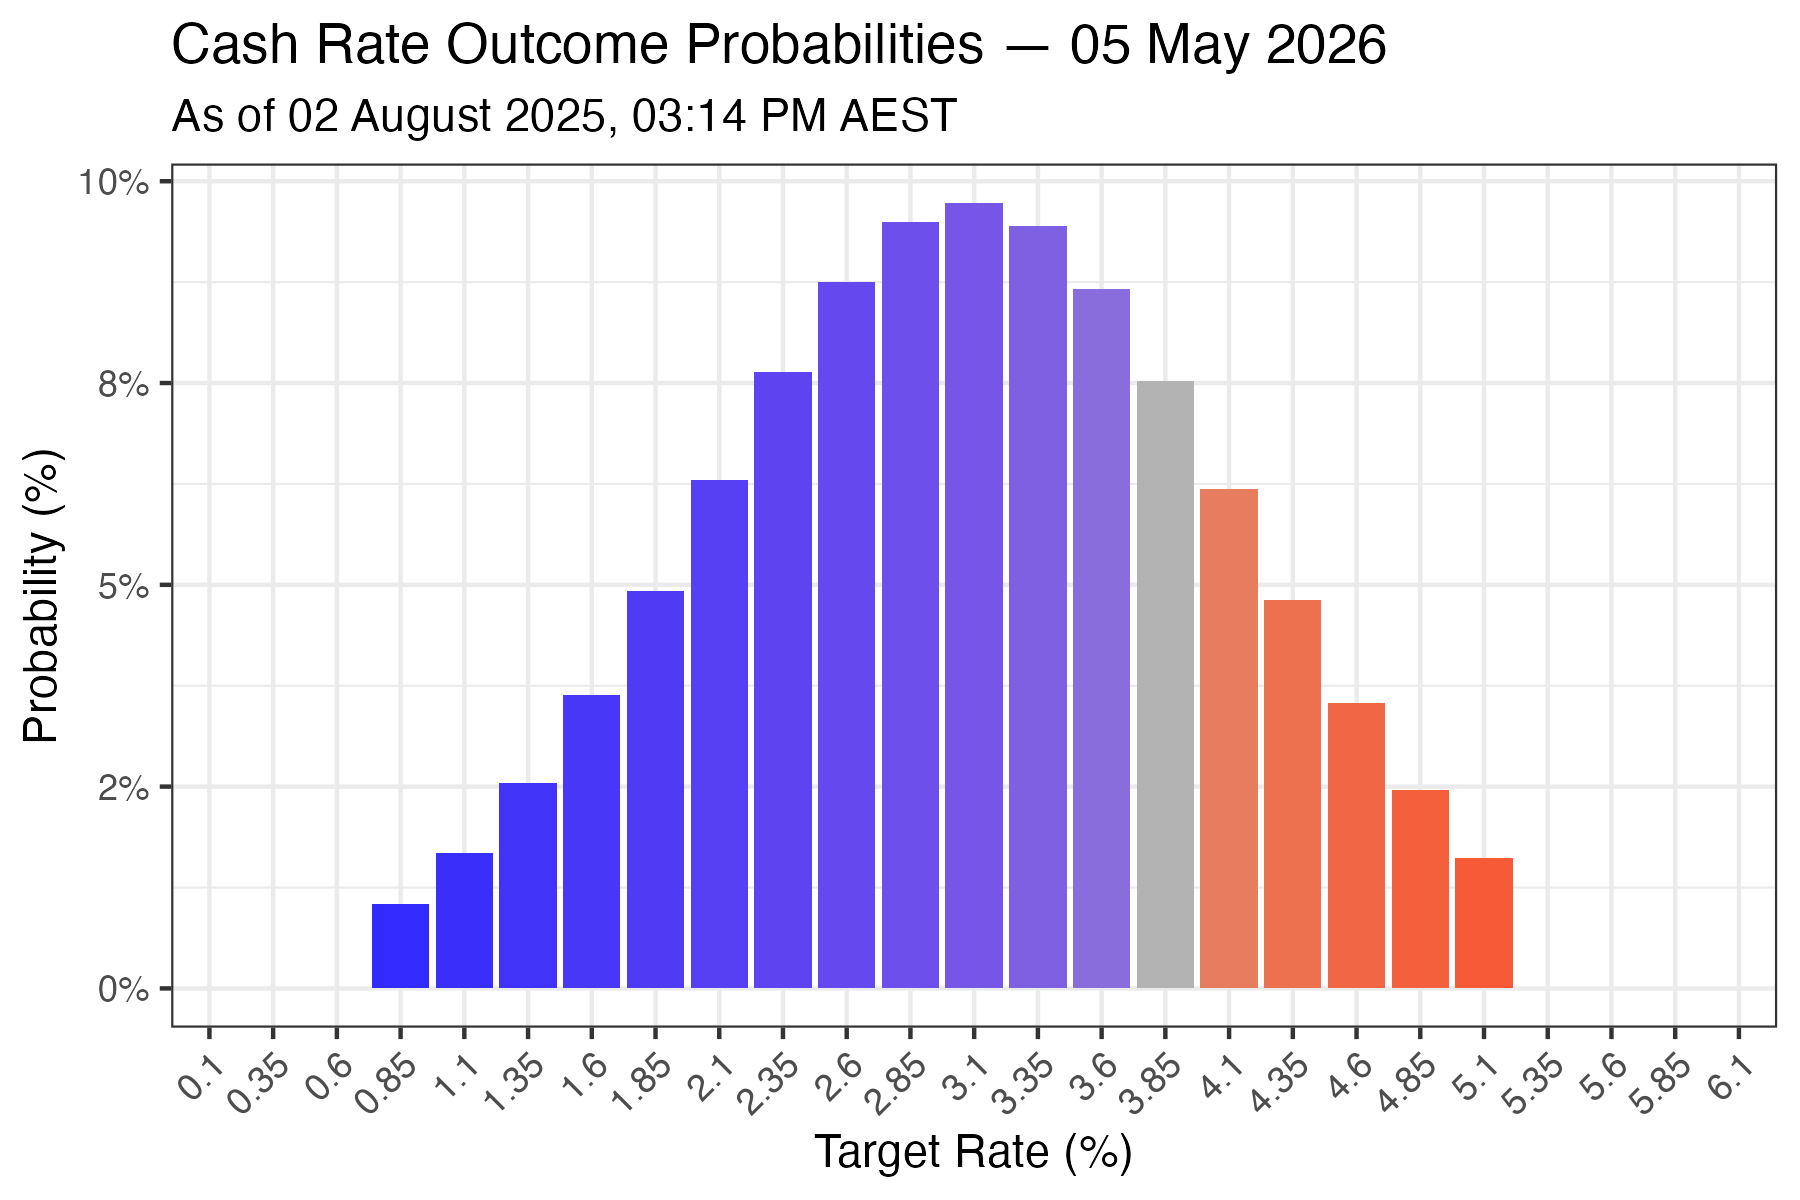 Cash Rate Outcome Probabilities — 05 May 2026
As of 02 August 2025, 03:14 PM AEST
Probability (%)
10%
8%
5%
2%
0%
0.1 0.35 0.6 0.85 1.1 1.35 1.6 1.85 2.1 2.35 2.6 2.85 3.1 3.35 3.6 3.85 4.1 4.35 4.6 4.85 5.1 5.35 5.6 5.85 6.1
Target Rate (%)